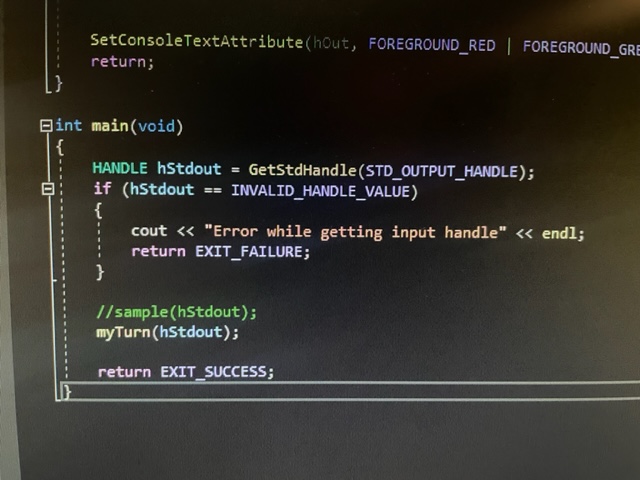 SetConsoleTextAttribute(hOut, FOREGROUND_RED | FOREGROUND_GRE
return;
}
int main(void)
{
HANDLE hStdout = GetStdHandle(STD_OUTPUT_HANDLE);
if (hStdout == INVALID_HANDLE_VALUE)
{
cout << "Error while getting input handle" << endl;
return EXIT_FAILURE;
}
//sample(hStdout);
myTurn(hStdout);
return EXIT_SUCCESS;
}